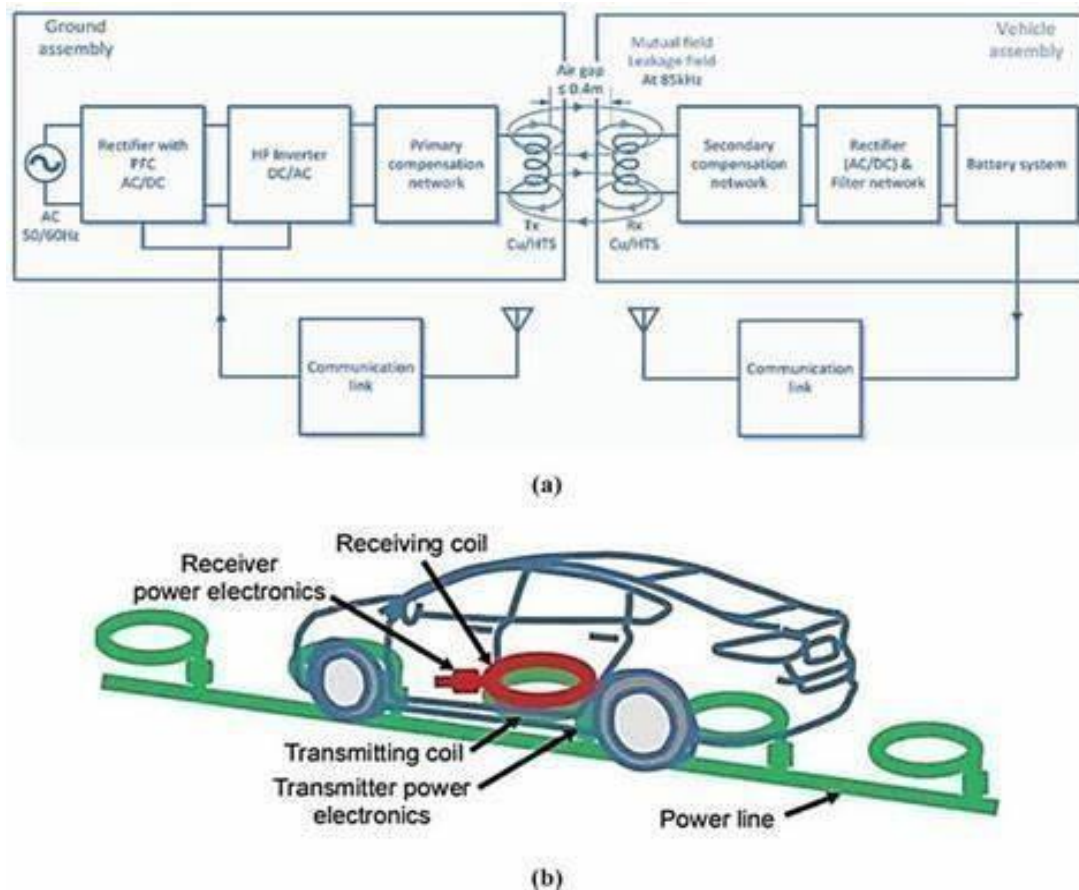 Ground
assembly
Vehicle
assembly
Mutual field
Leakage field
At 85kHz
Air gap
≤ 0.4m
Rectifier with
PFC
AC/DC
HF Inverter
DC/AC
Primary
compensation
network
Secondary
compensation
network
Rectifier
(AC/DC) &
Filter network
Battery system
AC
50/60Hz
Tx
Cu/HTS
Rx
Cu/HTS
Communication
link
Communication
link
(a)
Receiving coil
Receiver
power electronics
Transmitting coil
Transmitter power
electronics
Power line
(b)